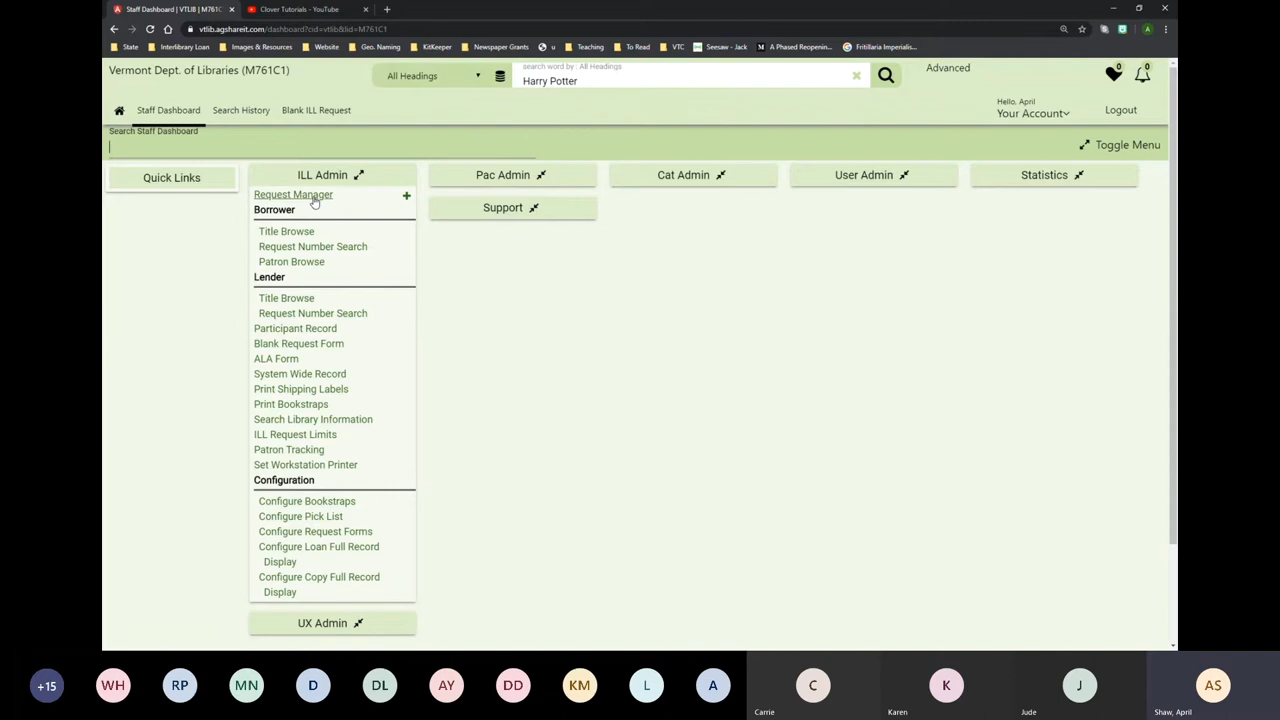 Staff Dashboard | VTLIB | M761C
Clover Tutorials - YouTube
vtlib.agshareit.com/dashboard?cid=vtlib&lid=M761C1
A
State
Interlibrary Loan
Images & Resources
Website
Geo. Naming
KitKeeper
Newspaper Grants
u
Teaching
To Read
VTC
Seesaw - Jack
A Phased Reopenin...
Fritillaria Imperialis...
Vermont Dept. of Libraries (M761C1)
All Headings
search word by : All Headings
Harry Potter
Advanced
0
0
Staff Dashboard
Search History
Blank ILL Request
Hello, April
Your Account
Logout
Search Staff Dashboard
Toggle Menu
Quick Links
ILL Admin
Pac Admin
Cat Admin
User Admin
Statistics
Request Manager
Support
Borrower
Title Browse
Request Number Search
Patron Browse
Lender
Title Browse
Request Number Search
Participant Record
Blank Request Form
ALA Form
System Wide Record
Print Shipping Labels
Print Bookstraps
Search Library Information
ILL Request Limits
Patron Tracking
Set Workstation Printer
Configuration
Configure Bookstraps
Configure Pick List
Configure Request Forms
Configure Loan Full Record
Display
Configure Copy Full Record
Display
UX Admin
+15
WH
RP
MN
D
DL
AY
DD
KM
L
A
C
Carrie
K
Karen
J
Jude
AS
Shaw, April